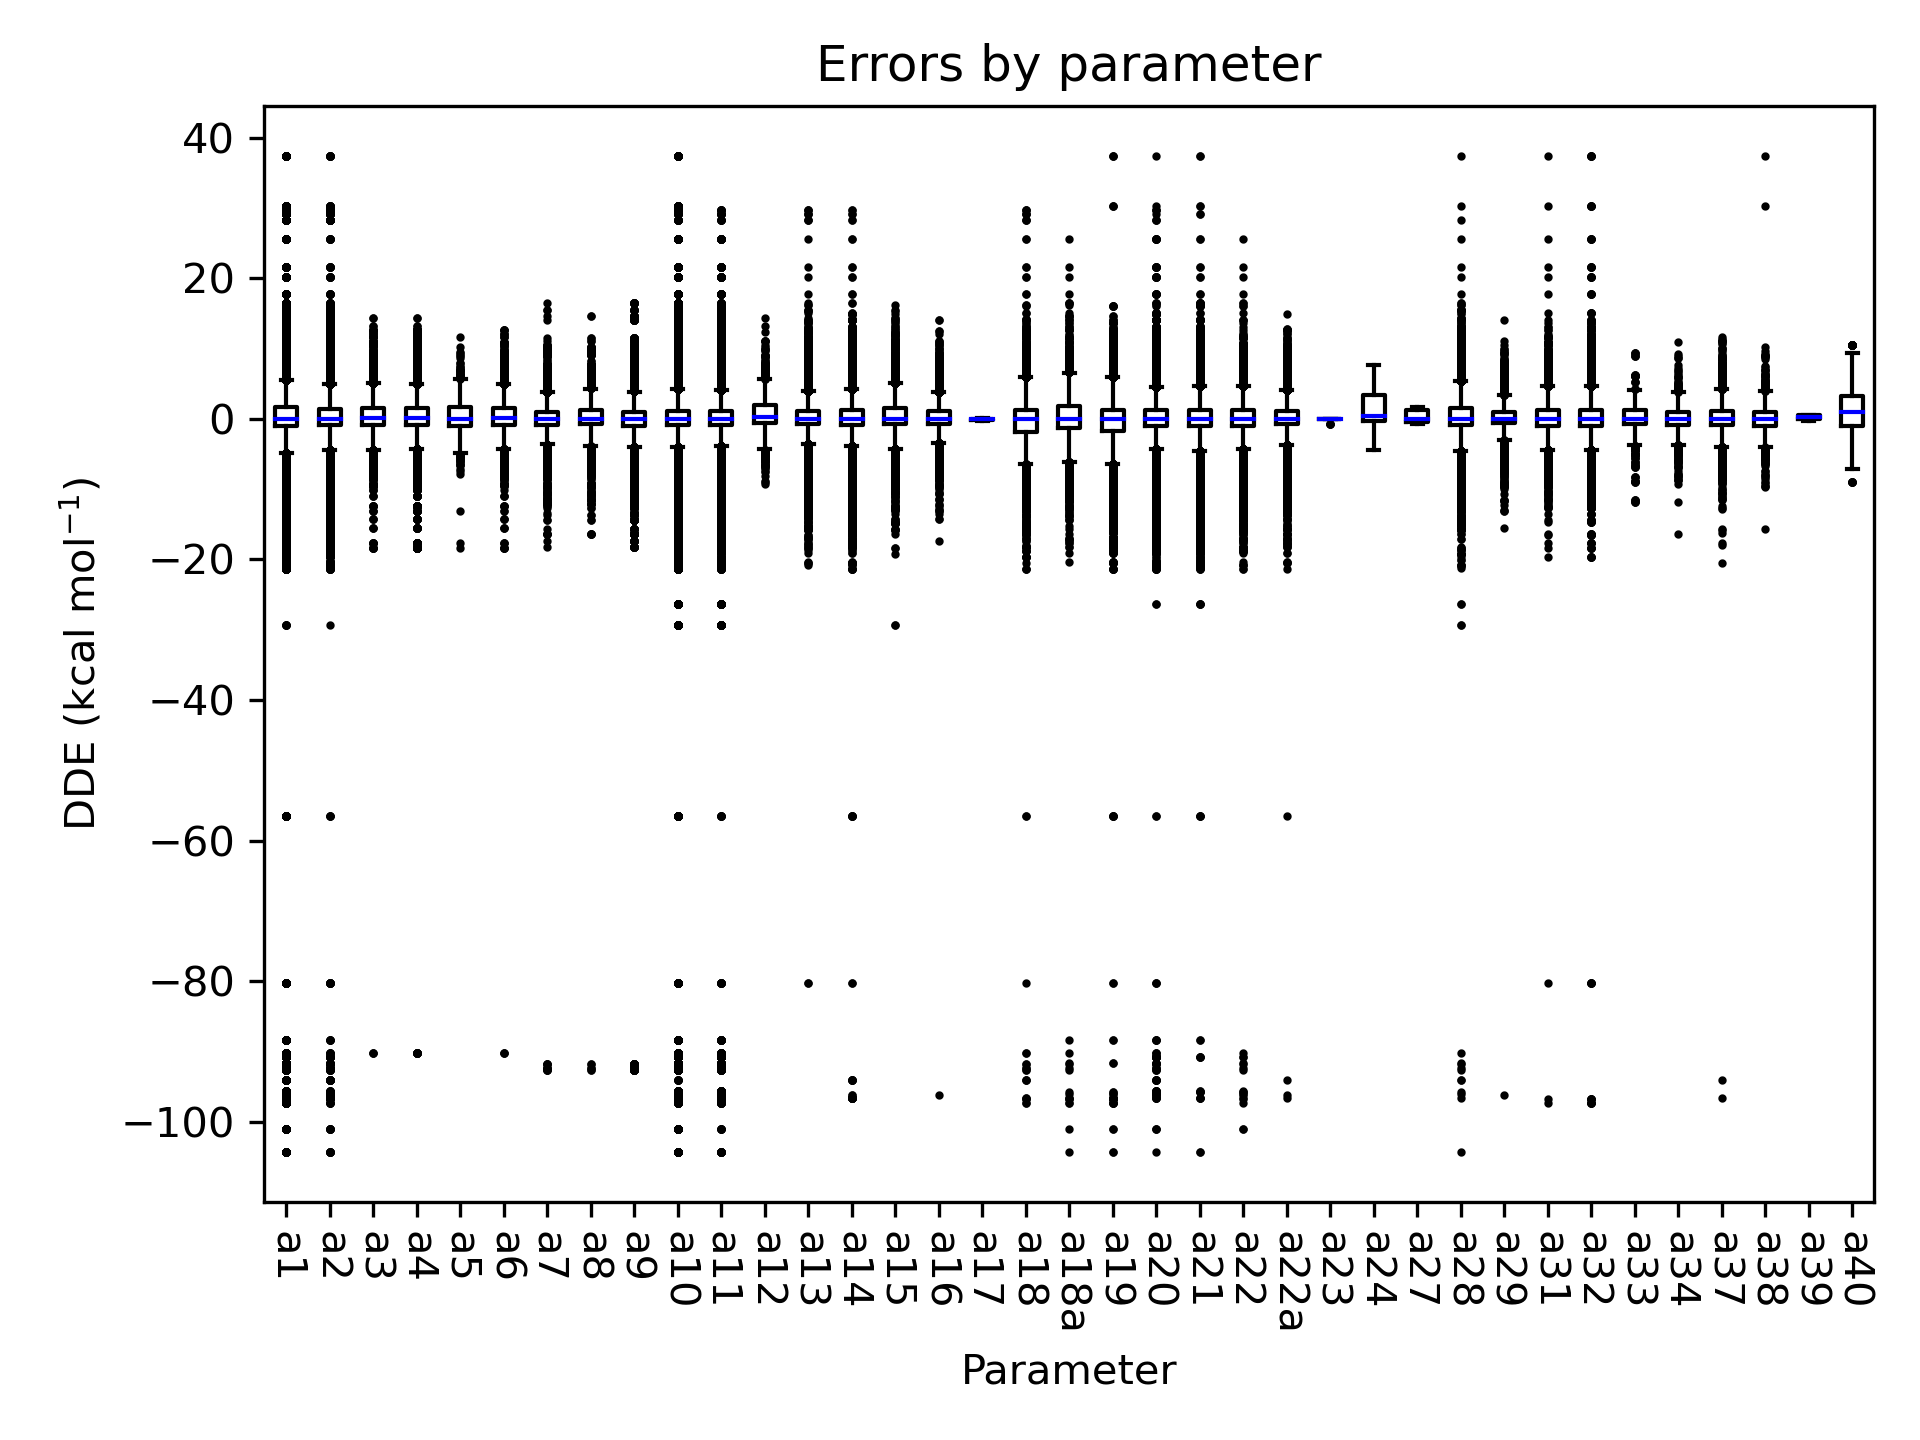 Errors by parameter
40
20
0
−20
−40
−60
−80
−100
DDE (kcal mol⁻¹)
a1 a2 a3 a4 a5 a6 a7 a8 a9 a10 a11 a12 a13 a14 a15 a16 a17 a18 a18a a19 a20 a21 a22 a22a a23 a24 a27 a28 a29 a31 a32 a33 a34 a37 a38 a39 a40
Parameter